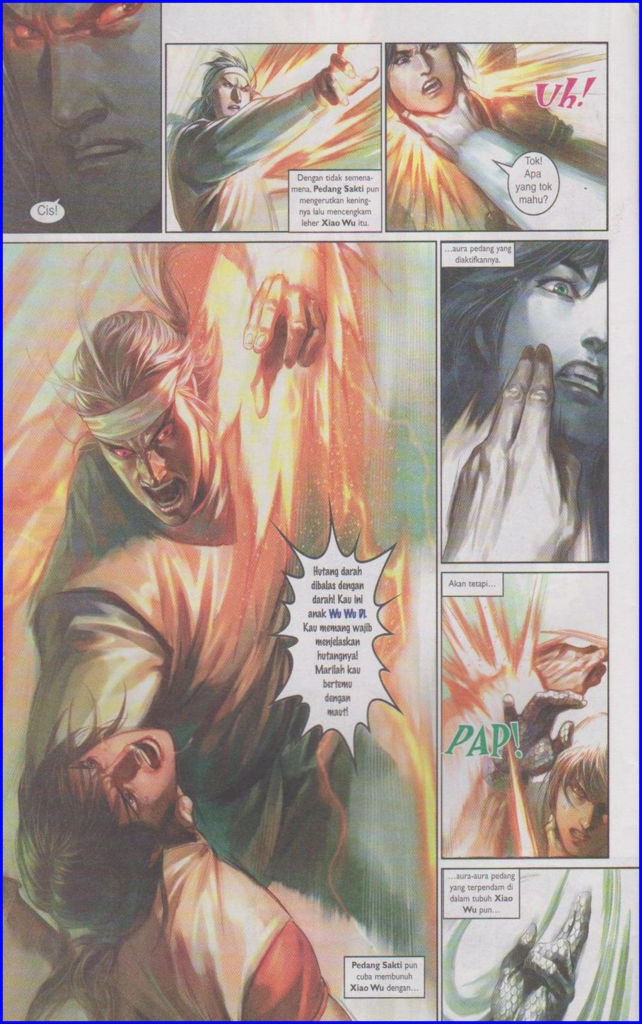 Cis!
Dengan tidak semena-
mena, Pedang Sakti pun
mengerutkan kening-
nya lalu mencengkam
leher Xiao Wu itu.
Uh!
Tok!
Apa
yang tok
mahu?
Hutang darah
dibalas dengan
darah! Kau ini
anak Wu Wu Di.
Kau memang wajib
menjelaskan
hutangnya!
Marilah kau
bertemu
dengan
maut!
Pedang Sakti pun
cuba membunuh
Xiao Wu dengan...
...aura pedang yang
diaktifkannya.
Akan tetapi...
PAP!
...aura-aura pedang
yang terpendam di
dalam tubuh Xiao
Wu pun...